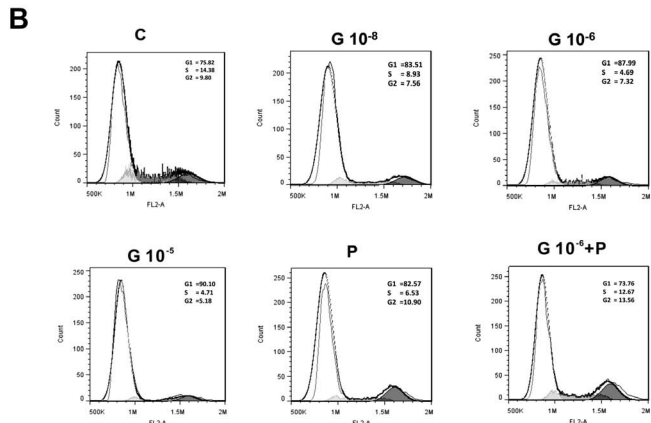 B
C
G 10-8
G 10-6
G1 =75.82
S = 14.38
G2 = 9.80
G1 =83.51
S = 8.93
G2 = 7.56
G1 =87.99
S = 4.69
G2 = 7.32
Count
200
150
100
50
0
500K 1M 1.5M 2M
FL2-A
Count
200
150
100
50
0
500K 1M 1.5M 2M
FL2-A
Count
250
200
150
100
50
0
500K 1M 1.5M 2M
FL2-A
G 10-5
P
G 10-6+P
G1 =90.10
S = 4.71
G2 =5.18
G1 =82.57
S = 6.53
G2 =10.90
G1 =73.76
S =12.67
G2 =13.56
Count
250
200
150
100
50
0
500K 1M 1.5M 2M
FL2-A
Count
250
200
150
100
50
0
500K 1M 1.5M 2M
FL2-A
Count
250
200
150
100
50
0
500K 1M 1.5M 2M
FL2-A